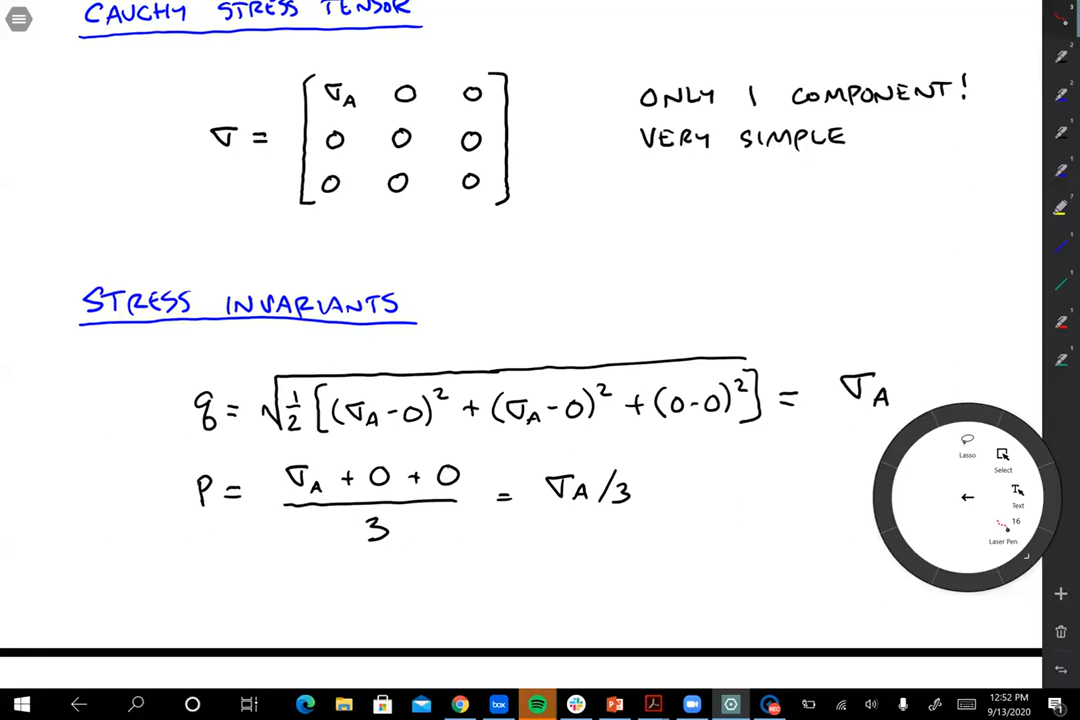 CAUCHY STRESS TENSOR
σ = [ σA 0 0
0 0 0
0 0 0 ]
ONLY 1 COMPONENT!
VERY SIMPLE
STRESS INVARIANTS
q = √(1/2 [(σA-0)² + (σA-0)² + (0-0)²]) = σA
P = (σA + 0 + 0)/3 = σA/3
Lasso
Select
Text
16
Laser Pen
box
REC
12:52 PM
9/13/2020